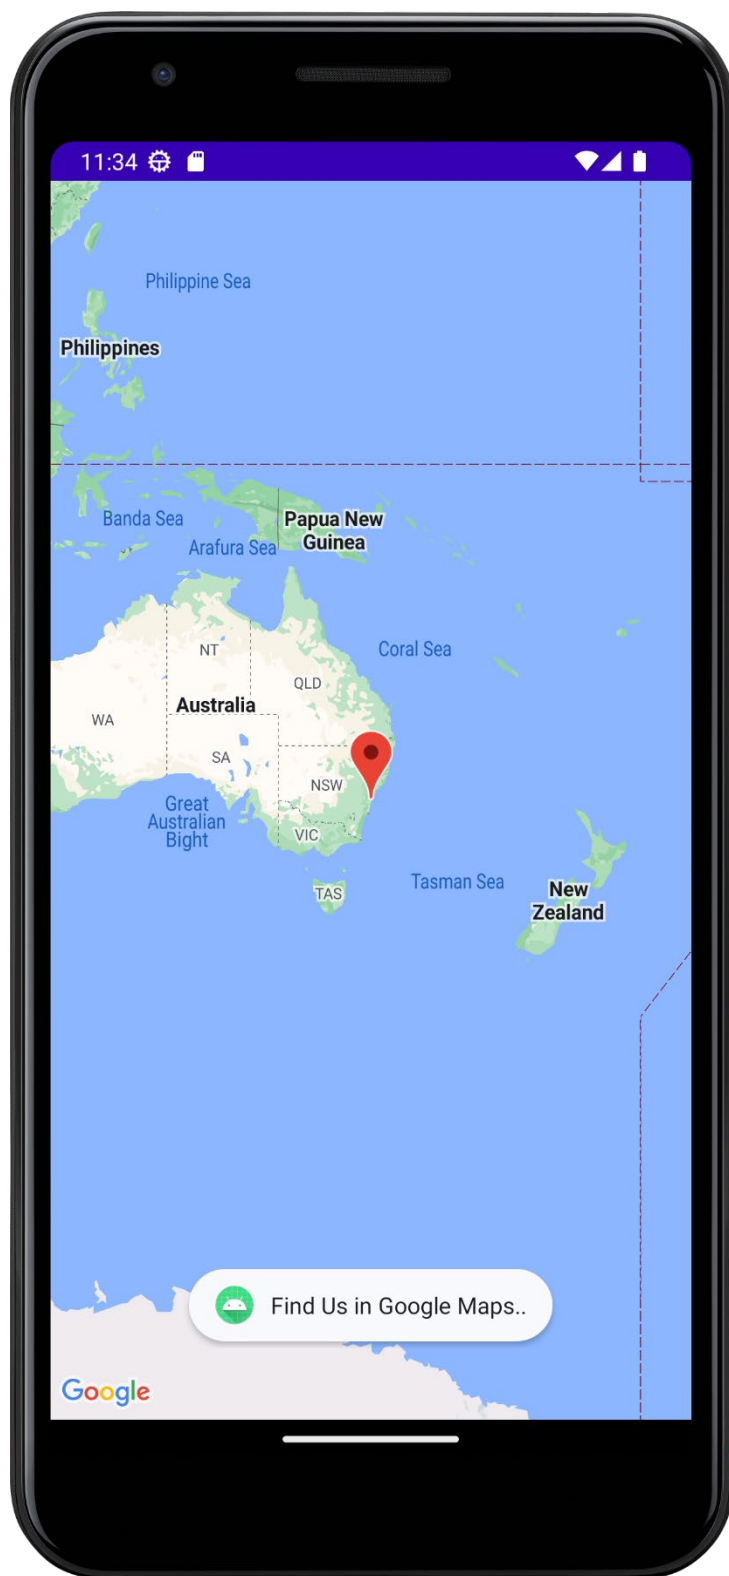 11:34
Philippine Sea
Philippines
Banda Sea
Papua New
Guinea
Arafura Sea
NT
Coral Sea
QLD
Australia
WA
SA
NSW
Great
Australian
Bight
VIC
Tasman Sea
TAS
New
Zealand
Find Us in Google Maps..
Google